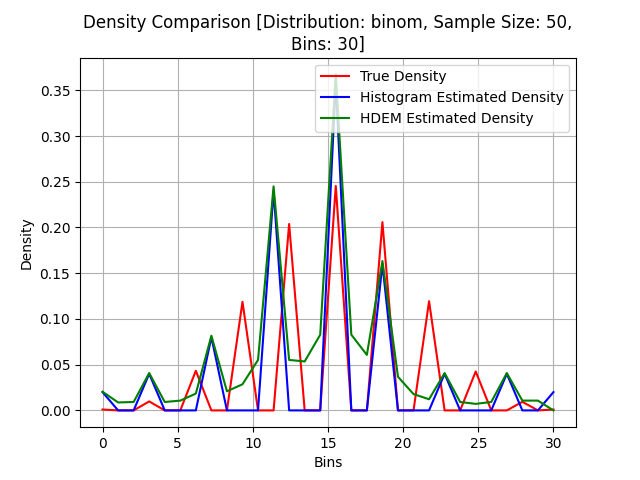 Density Comparison [Distribution: binom, Sample Size: 50,
Bins: 30]
True Density
Histogram Estimated Density
HDEM Estimated Density
Density
0.35
0.30
0.25
0.20
0.15
0.10
0.05
0.00
0 5 10 15 20 25 30
Bins